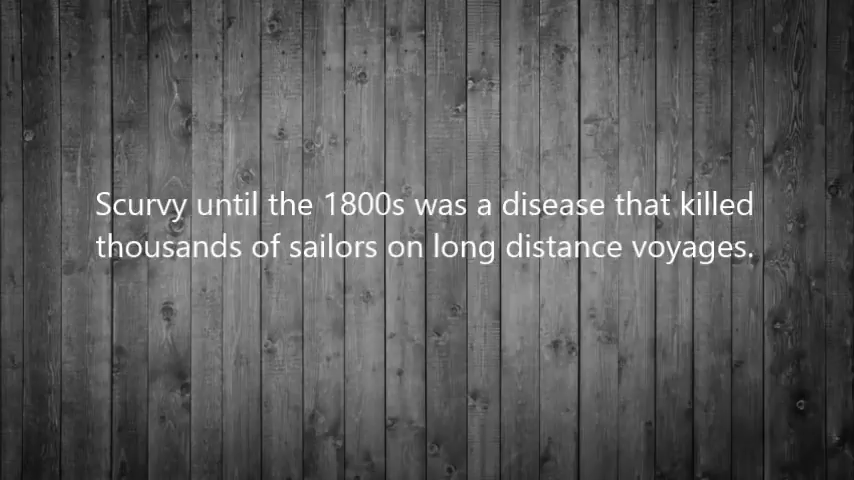 Scurvy until the 1800s was a disease that killed
thousands of sailors on long distance voyages.